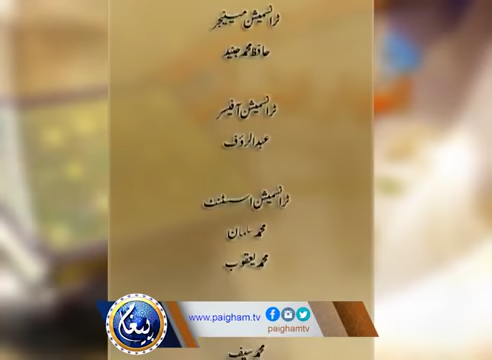 ٹرانسمیشن مینیجر
حافظ محمد جنید
ٹرانسمیشن آفیسر
عبدالرؤف
ٹرانسمیشن اسسٹنٹ
محمد سلمان
محمد یعقوب
پیغام
www.paigham.tv
paighamtv
محمد سیف